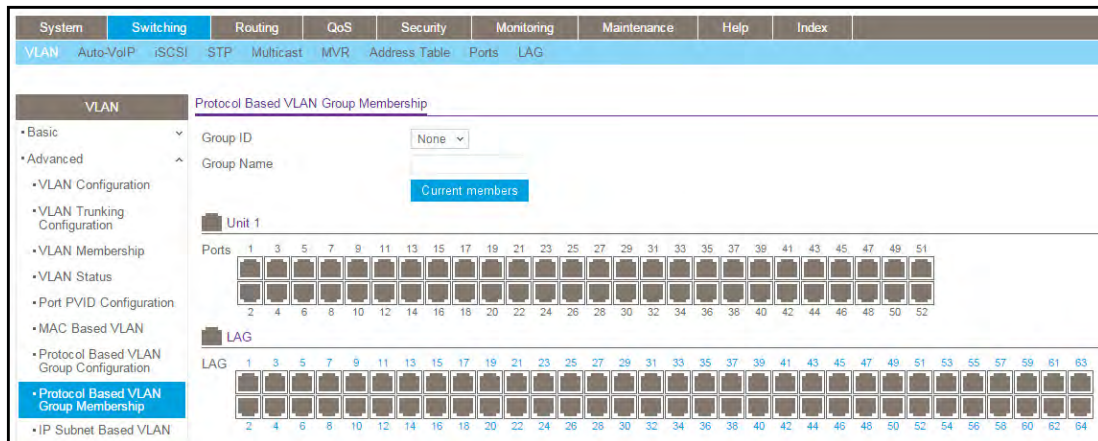 System Switching Routing QoS Security Monitoring Maintenance Help Index
VLAN Auto-VoIP iSCSI STP Multicast MVR Address Table Ports LAG
VLAN
Basic
Advanced
VLAN Configuration
VLAN Trunking
Configuration
VLAN Membership
VLAN Status
Port PVID Configuration
MAC Based VLAN
Protocol Based VLAN
Group Configuration
Protocol Based VLAN
Group Membership
IP Subnet Based VLAN
Protocol Based VLAN Group Membership
Group ID None
Group Name
Current members
Unit 1
Ports 1 3 5 7 9 11 13 15 17 19 21 23 25 27 29 31 33 35 37 39 41 43 45 47 49 51
2 4 6 8 10 12 14 16 18 20 22 24 26 28 30 32 34 36 38 40 42 44 46 48 50 52
LAG
LAG 1 3 5 7 9 11 13 15 17 19 21 23 25 27 29 31 33 35 37 39 41 43 45 47 49 51 53 55 57 59 61 63
2 4 6 8 10 12 14 16 18 20 22 24 26 28 30 32 34 36 38 40 42 44 46 48 50 52 54 56 58 60 62 64